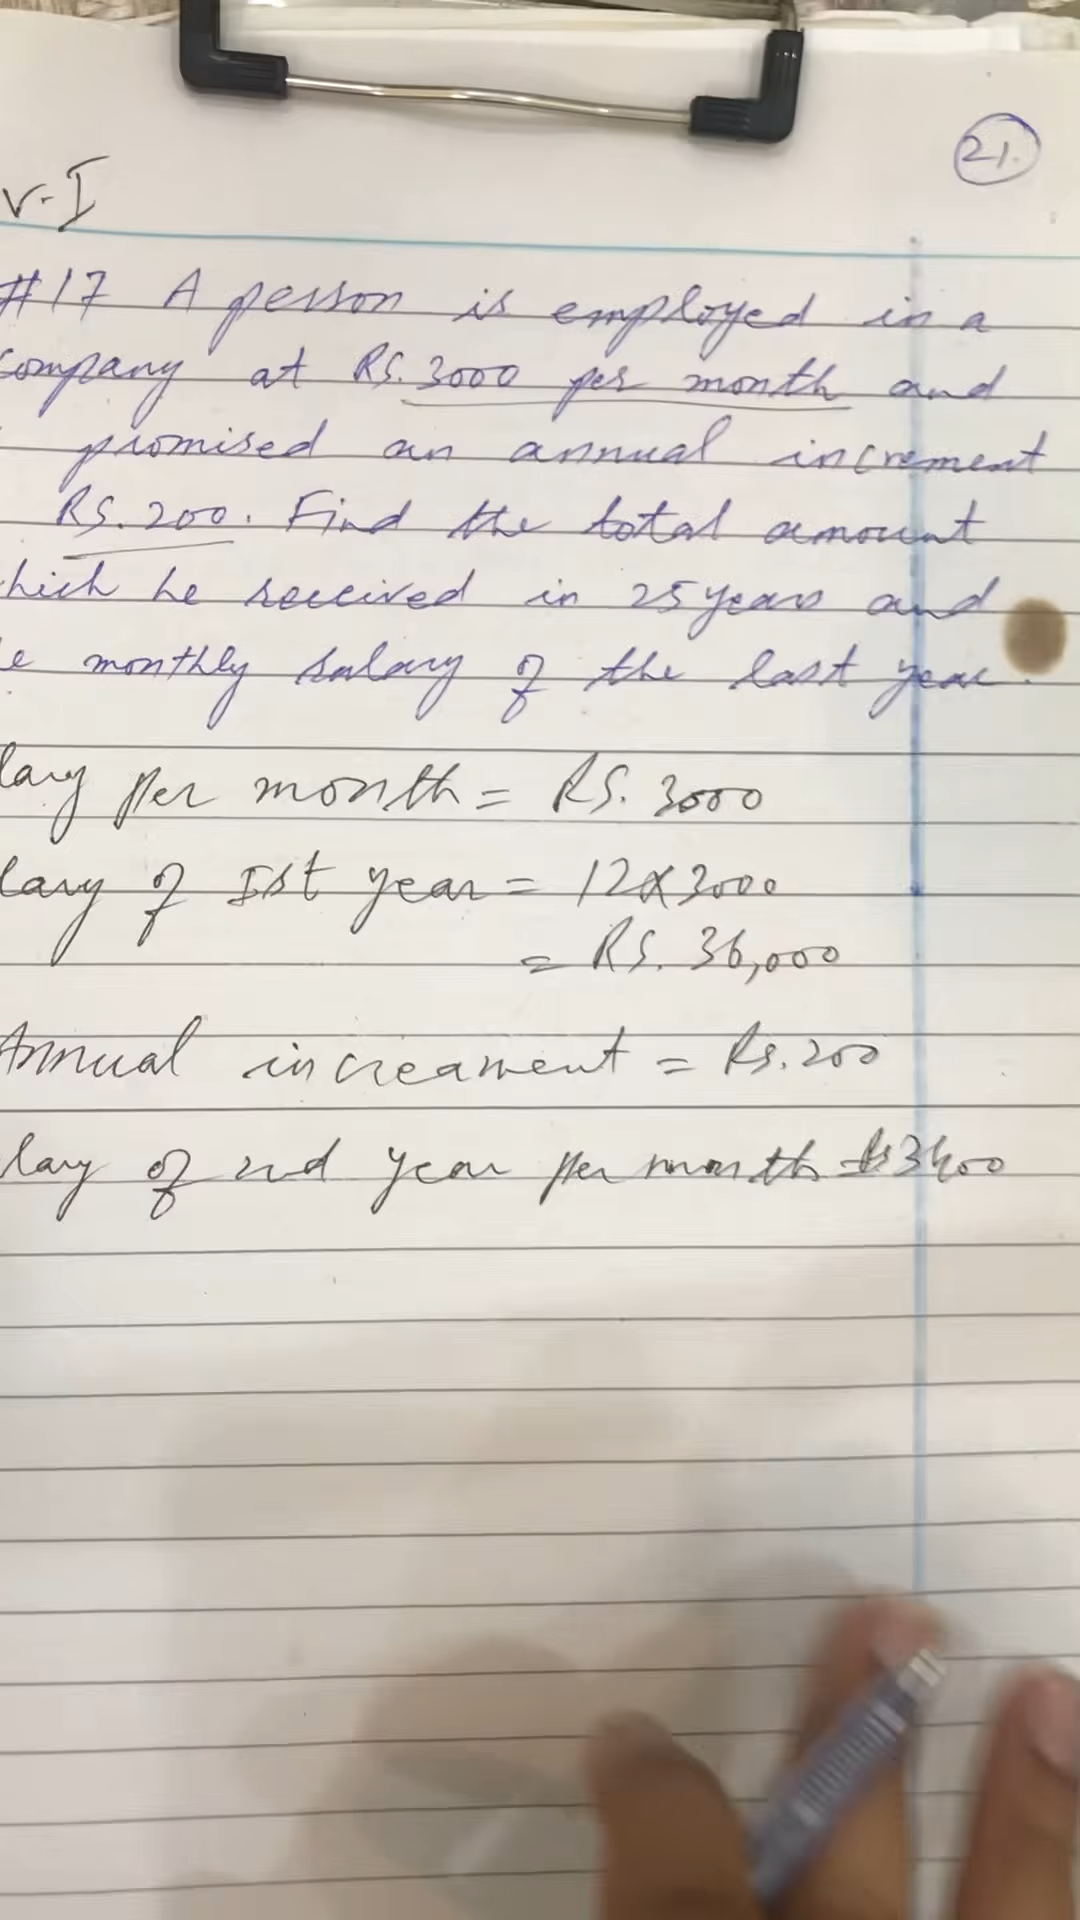 21.
V-I
#17 A person is employed in a
company at RS. 3000 per month and
promised an annual increment
RS. 200. Find the total amount
hich he received in 25 years and
e monthly salary of the last year.
lary per month = RS. 3000
lary of Ist year = 12 x 3000
= RS. 36,000
Annual increament = Rs. 200
lary of 2nd year per month